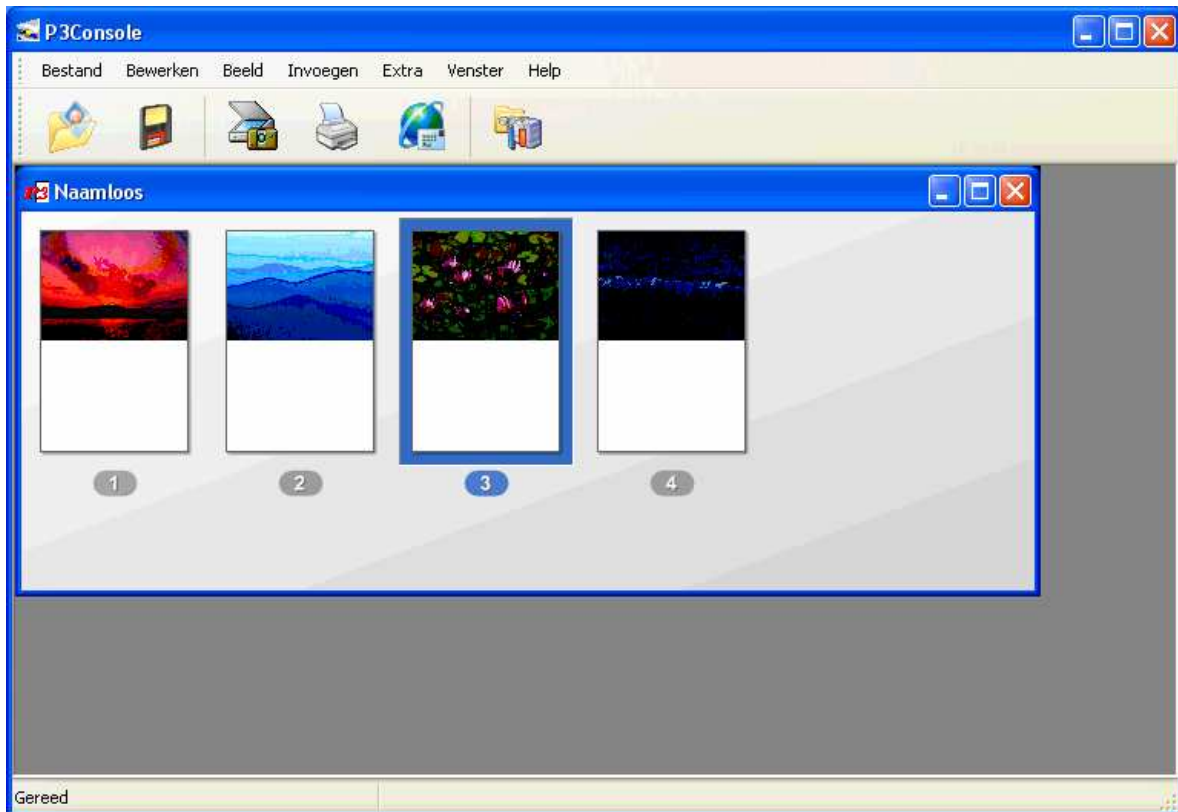 P3Console
Bestand Bewerken Beeld Invoegen Extra Venster Help
Naamloos
1 2 3 4
Gereed